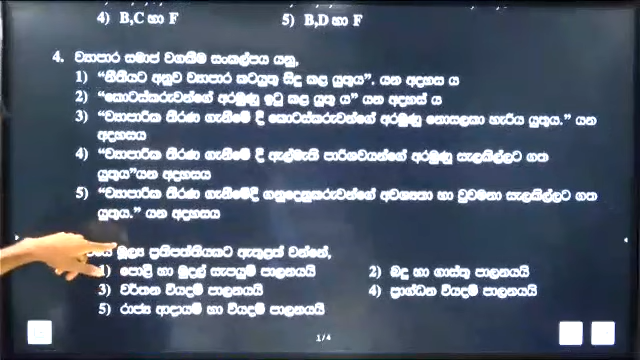 4) B,C හා F 5) B,D හා F
4. ව්‍යාපාර සමාජ වගකීම සංකල්පය යනු,
1) “නීතියට අනුව ව්‍යාපාර කටයුතු සිදු කළ යුතුය”. යන අදහස ය
2) “කොටස්කරුවන්ගේ අරමුණු ඉටු කළ යුතු ය” යන අදහස් ය
3) “ව්‍යාපාරික තීරණ ගැනීමේ දී කොටස්කරුවන්ගේ අරමුණු නොසලකා හැරිය යුතුය.” යන
අදහසය
4) “ව්‍යාපාරික තීරණ ගැනීමේ දී ඇල්මැති පාර්ශවයන්ගේ අරමුණු සැලකිල්ලට ගත
යුතුය”යන අදහසය
5) “ව්‍යාපාරික තීරණ ගැනීමේදී ගනුදෙනුකරුවන්ගේ අවශ්‍යතා හා වුවමනා සැලකිල්ලට ගත
යුතුය.” යන අදහසය
මූල්‍ය ප්‍රතිපත්තියකට ඇතුළත් වන්නේ,
1) පොළී හා මුදල් සැපයුම් පාලනයයි 2) බදු හා ගාස්තු පාලනයයි
3) වර්තන වියදම් පාලනයයි 4) ප්‍රාග්ධන වියදම් පාලනයයි
5) රාජ්‍ය ආදායම් හා වියදම් පාලනයයි
1/4